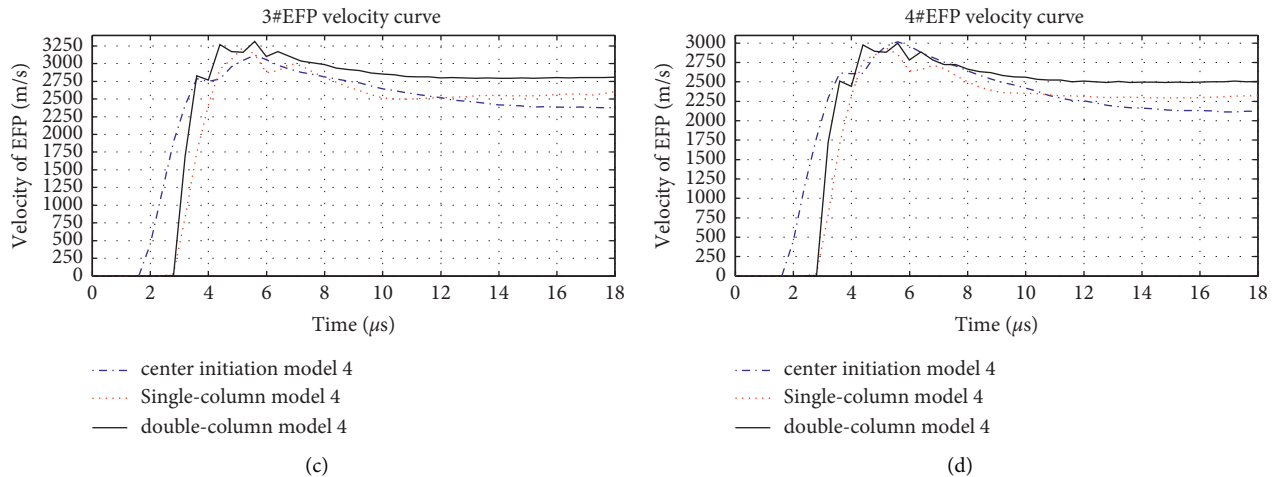 3#EFP velocity curve
Velocity of EFP (m/s)
3250
3000
2750
2500
2250
2000
1750
1500
1250
1000
750
500
250
0
0 2 4 6 8 10 12 14 16 18
Time (μs)
center initiation model 4
Single-column model 4
double-column model 4
(c)
4#EFP velocity curve
Velocity of EFP (m/s)
3000
2750
2500
2250
2000
1750
1500
1250
1000
750
500
250
0
0 2 4 6 8 10 12 14 16 18
Time (μs)
center initiation model 4
Single-column model 4
double-column model 4
(d)